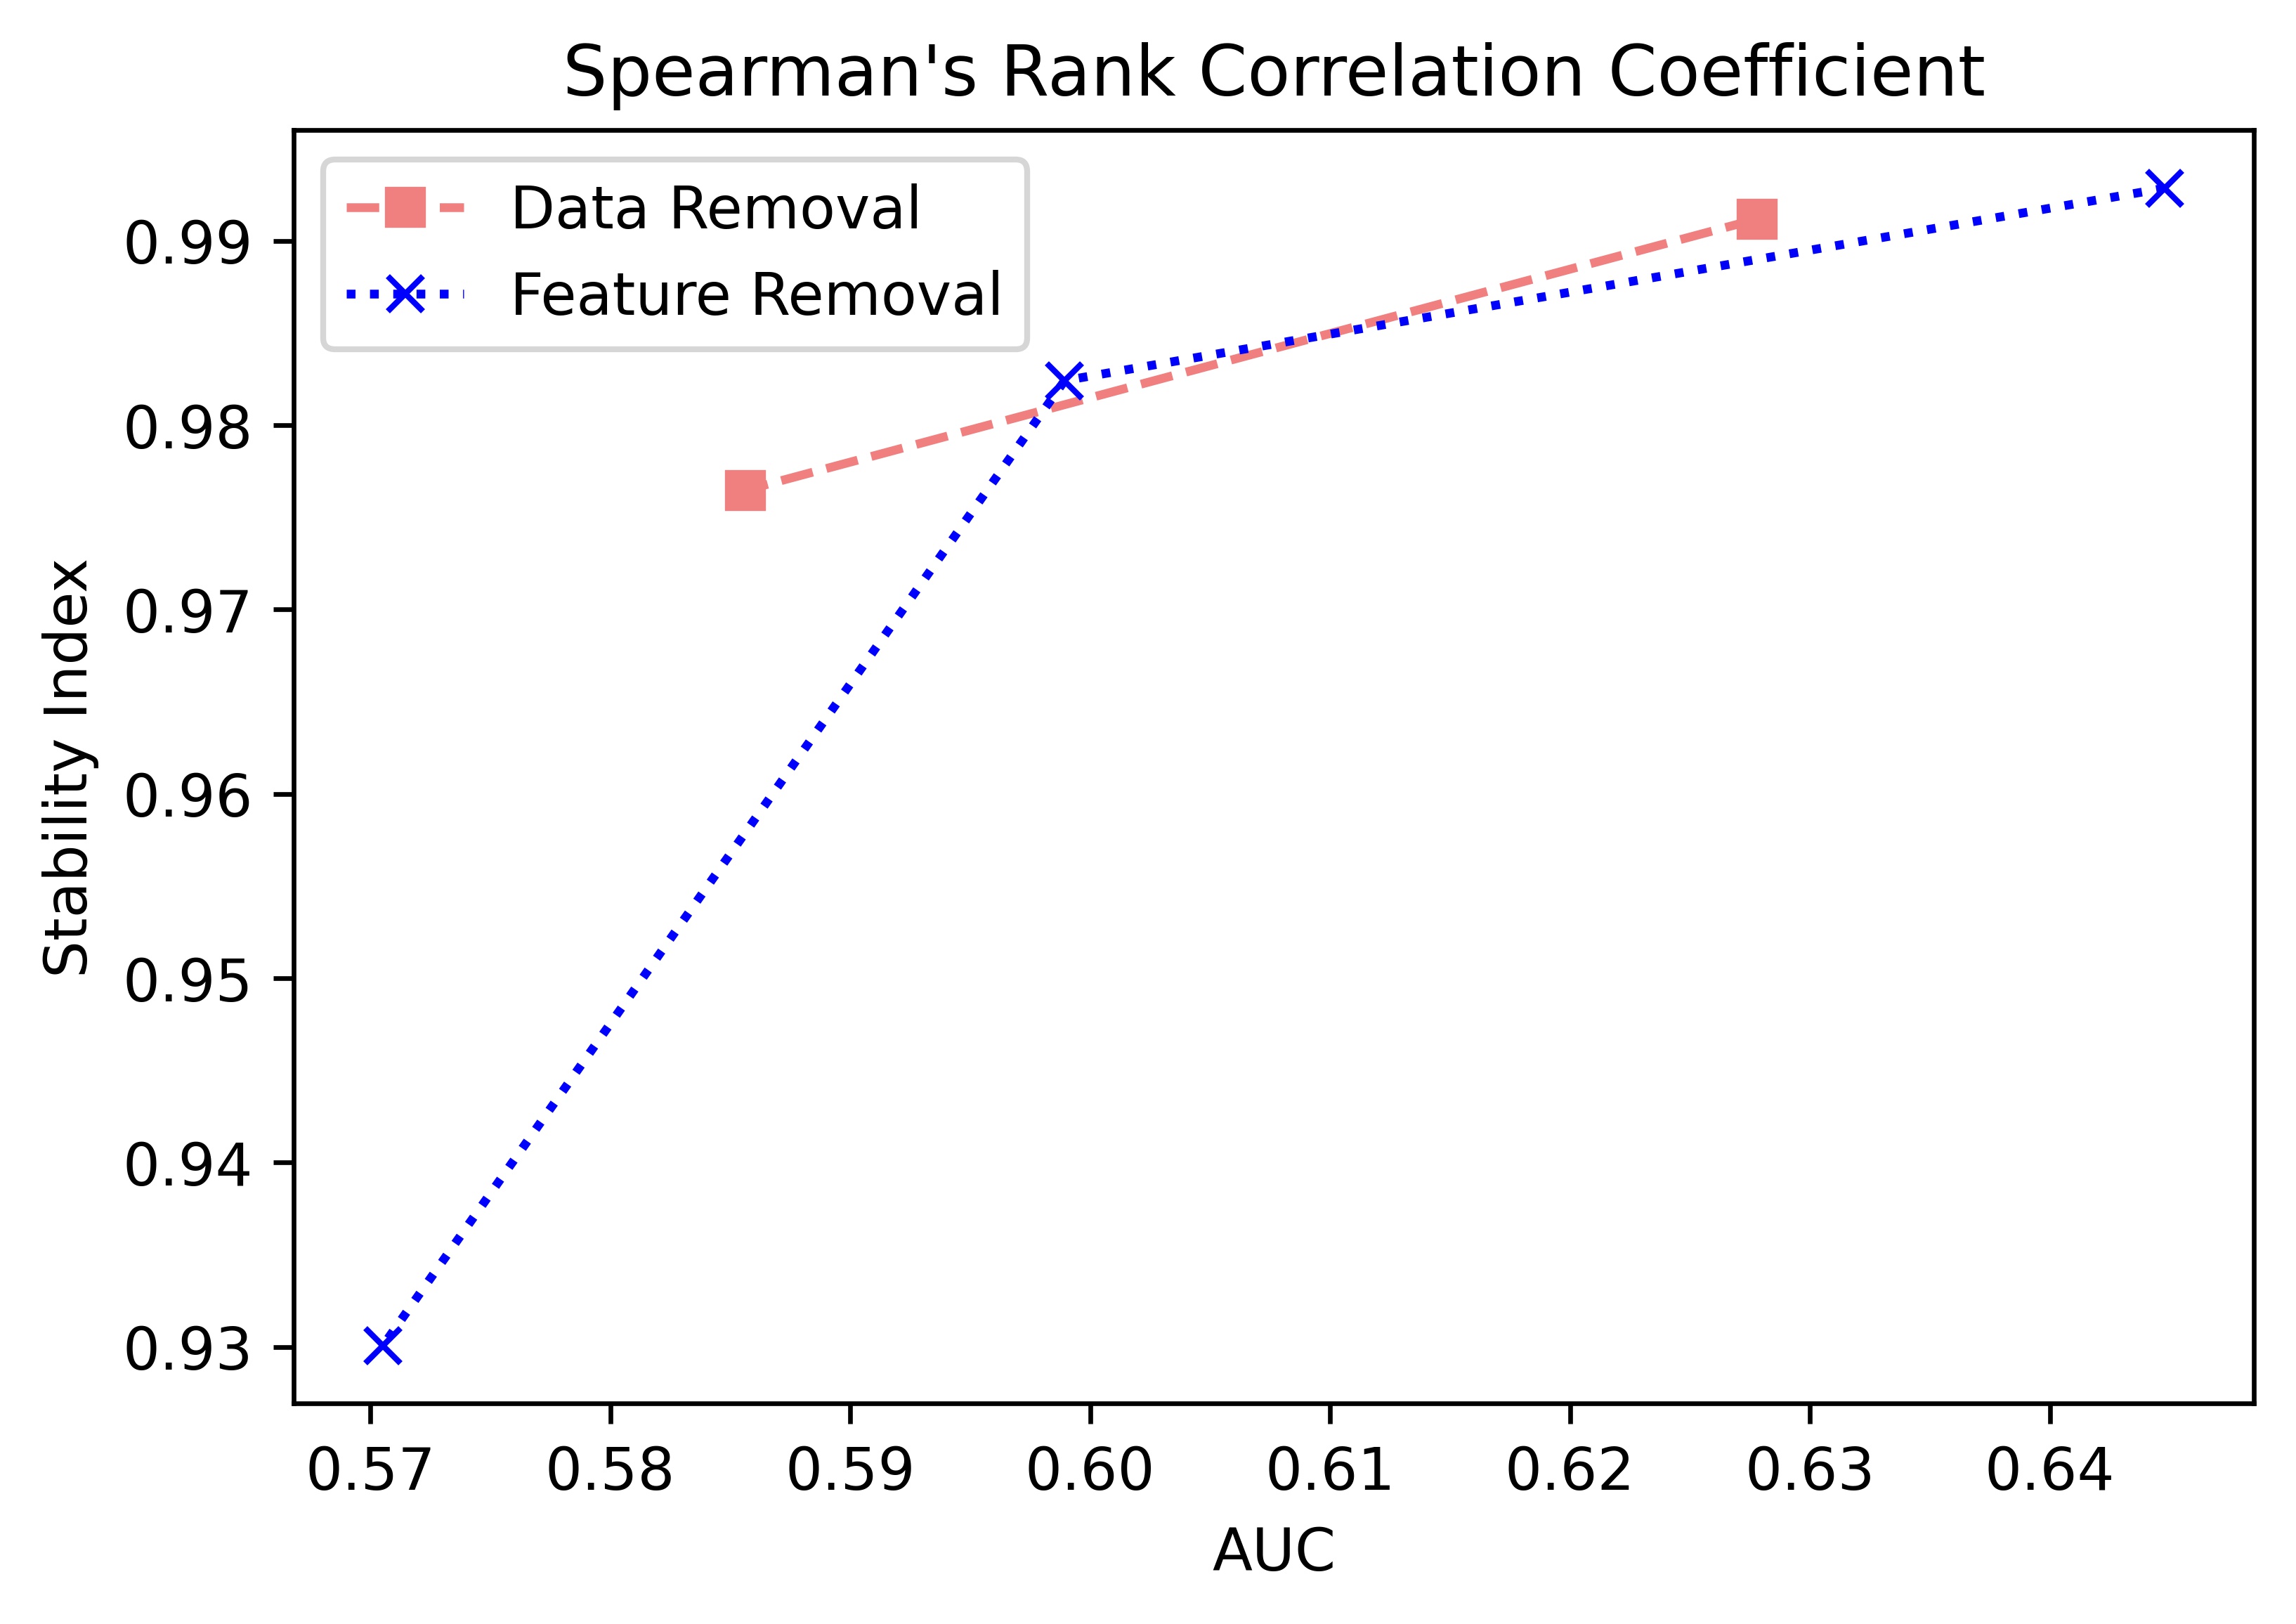 Spearman's Rank Correlation Coefficient
Data Removal
Feature Removal
0.99
0.98
0.97
0.96
0.95
0.94
0.93
Stability Index
0.57 0.58 0.59 0.60 0.61 0.62 0.63 0.64
AUC